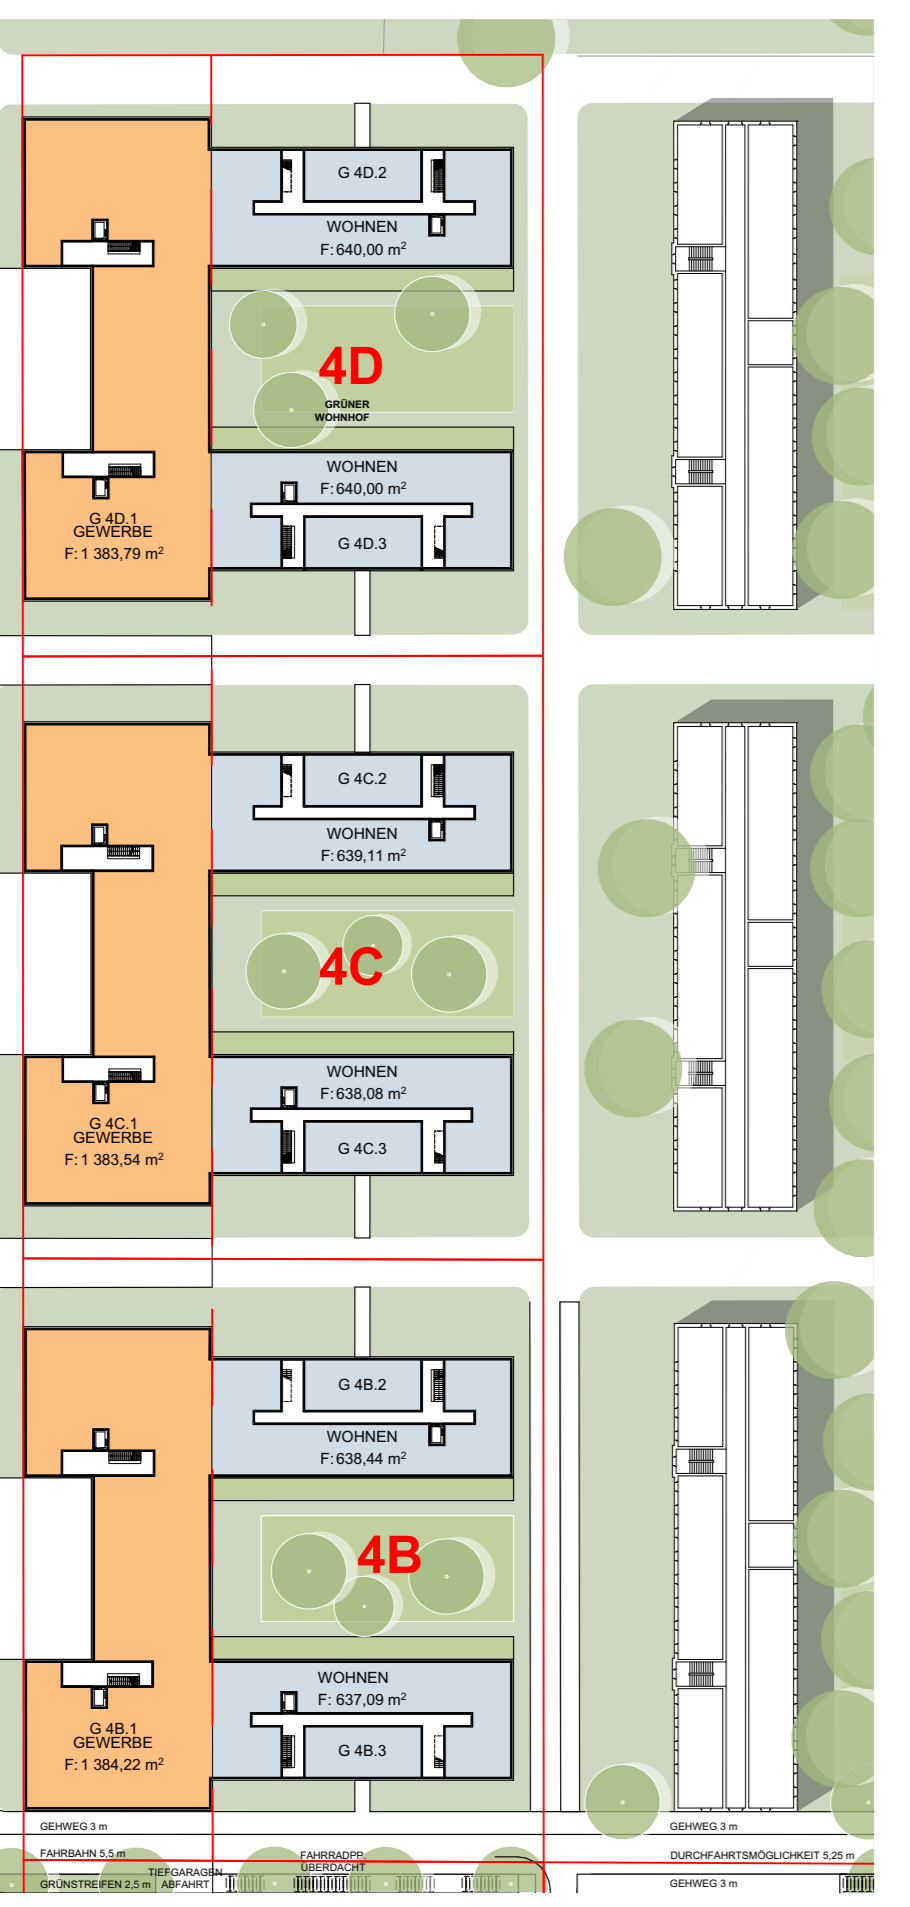 G 4D.2
WOHNEN
F: 640,00 m²
4D
GRÜNER
WOHNHOF
WOHNEN
F: 640,00 m²
G 4D.3
G 4D.1
GEWERBE
F: 1 383,79 m²
G 4C.2
WOHNEN
F: 639,11 m²
4C
WOHNEN
F: 638,08 m²
G 4C.3
G 4C.1
GEWERBE
F: 1 383,54 m²
G 4B.2
WOHNEN
F: 638,44 m²
4B
WOHNEN
F: 637,09 m²
G 4B.3
G 4B.1
GEWERBE
F: 1 384,22 m²
GEHWEG 3 m
GEHWEG 3 m
FAHRBAHN 5,5 m
FAHRRADPP.
ÜBERDACHT
DURCHFAHRTSMÖGLICHKEIT 5,25 m
TIEFGARAGEN
ABFAHRT
GRÜNSTREIFEN 2,5 m
GEHWEG 3 m